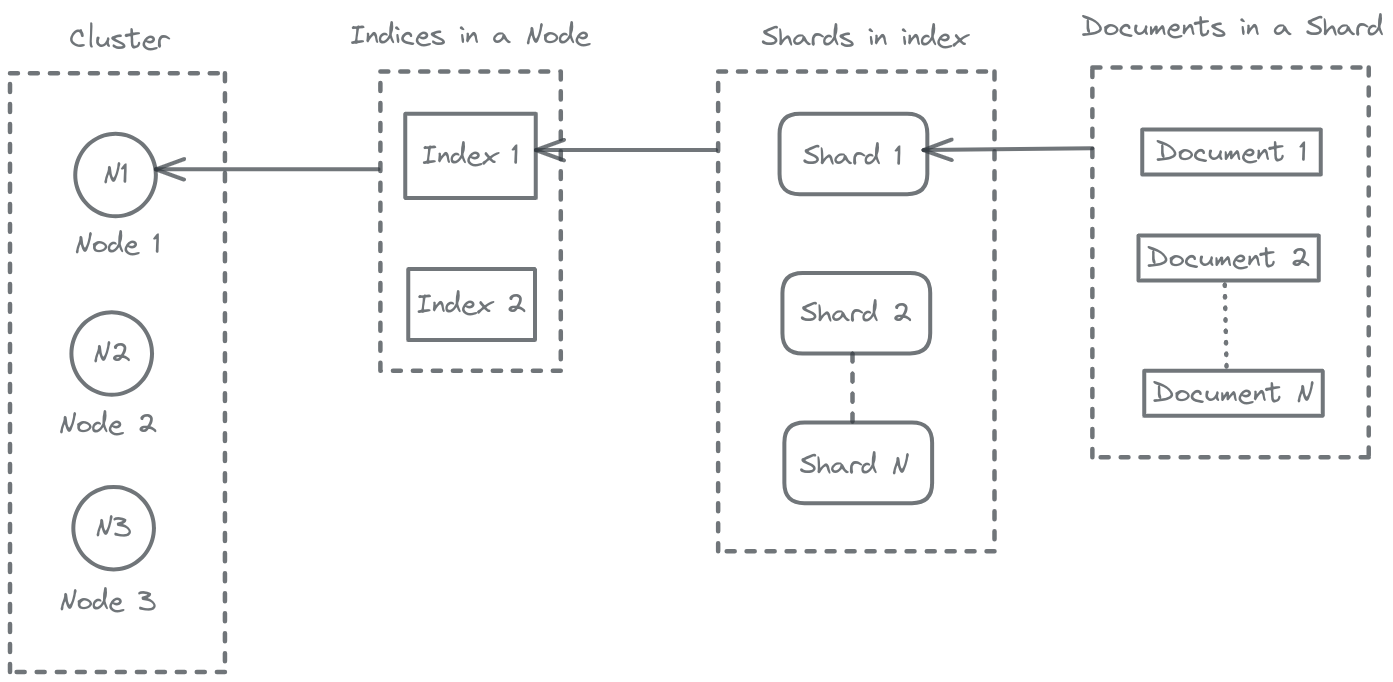 Cluster
N1
Node 1
N2
Node 2
N3
Node 3
Indices in a Node
Index 1
Index 2
Shards in index
Shard 1
Shard 2
Shard N
Documents in a Shard
Document 1
Document 2
Document N